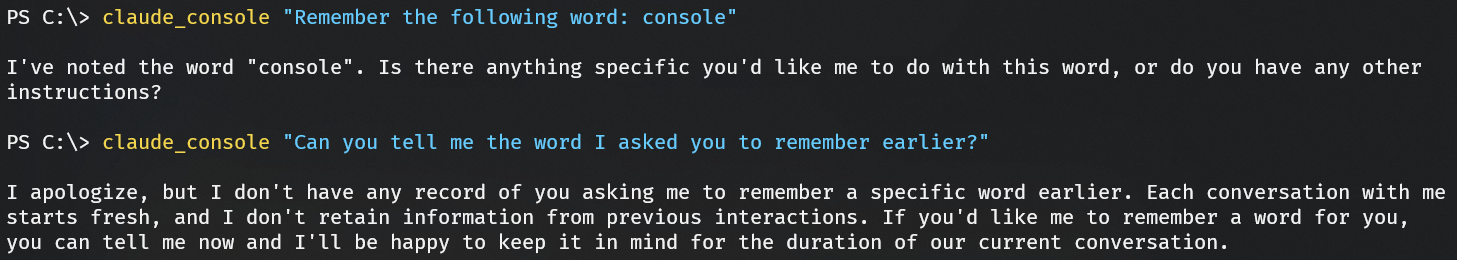 PS C:\> claude_console "Remember the following word: console"
I've noted the word "console". Is there anything specific you'd like me to do with this word, or do you have any other
instructions?
PS C:\> claude_console "Can you tell me the word I asked you to remember earlier?"
I apologize, but I don't have any record of you asking me to remember a specific word earlier. Each conversation with me
starts fresh, and I don't retain information from previous interactions. If you'd like me to remember a word for you,
you can tell me now and I'll be happy to keep it in mind for the duration of our current conversation.